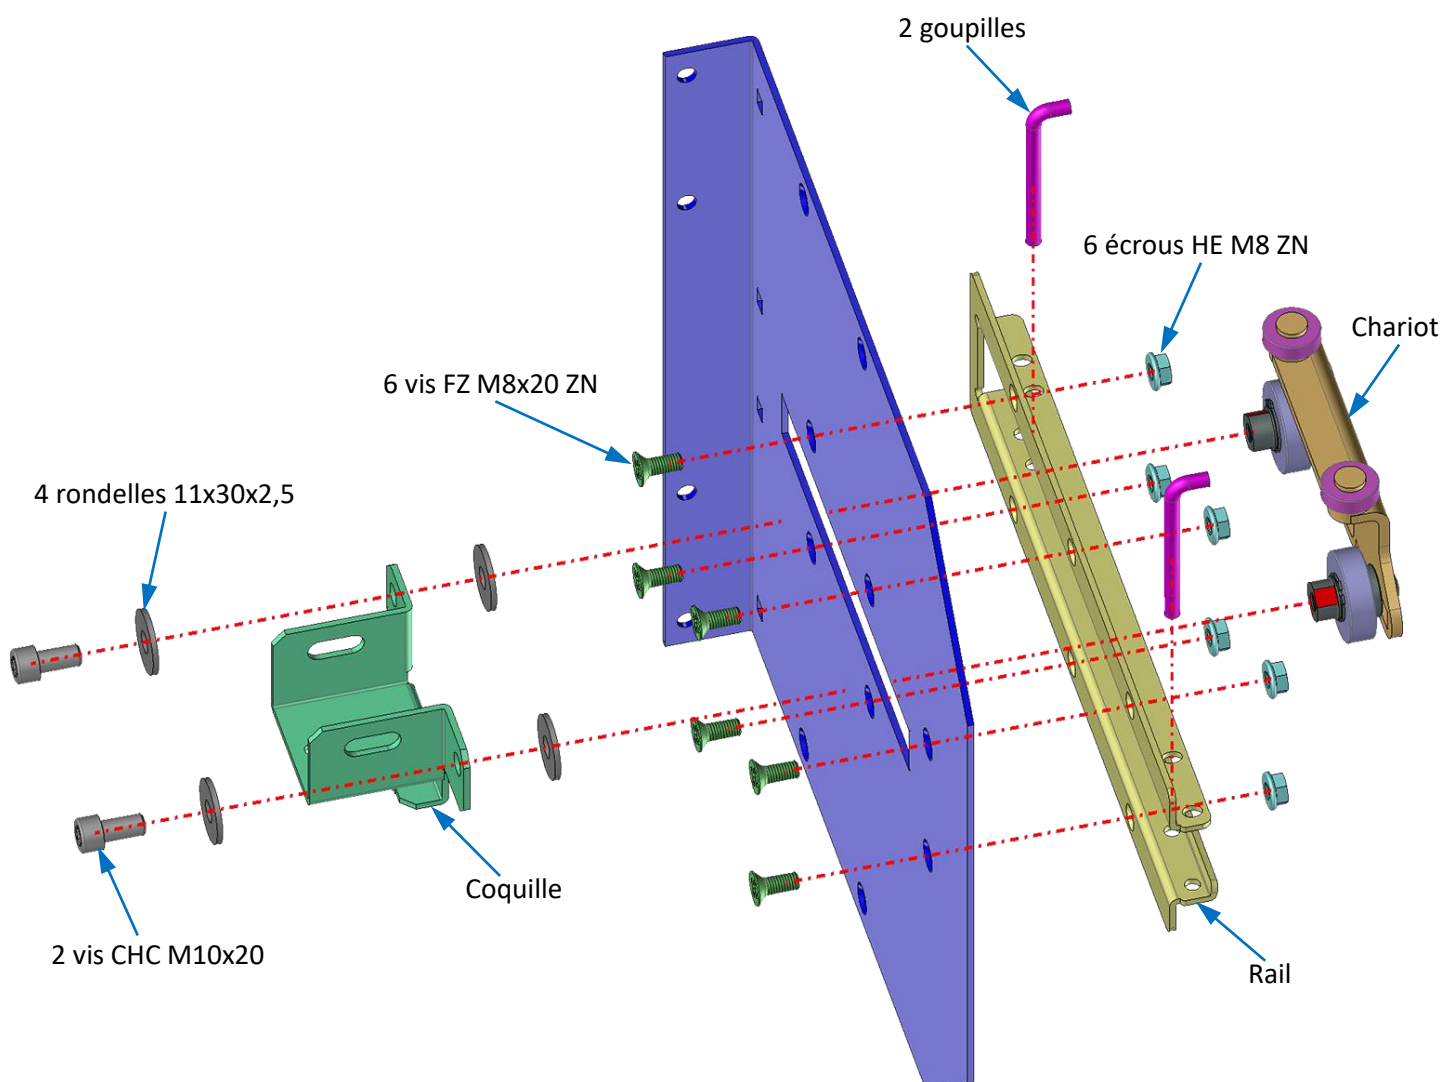 2 goupilles
6 écrous HE M8 ZN
Chariot
6 vis FZ M8x20 ZN
4 rondelles 11x30x2,5
Coquille
2 vis CHC M10x20
Rail